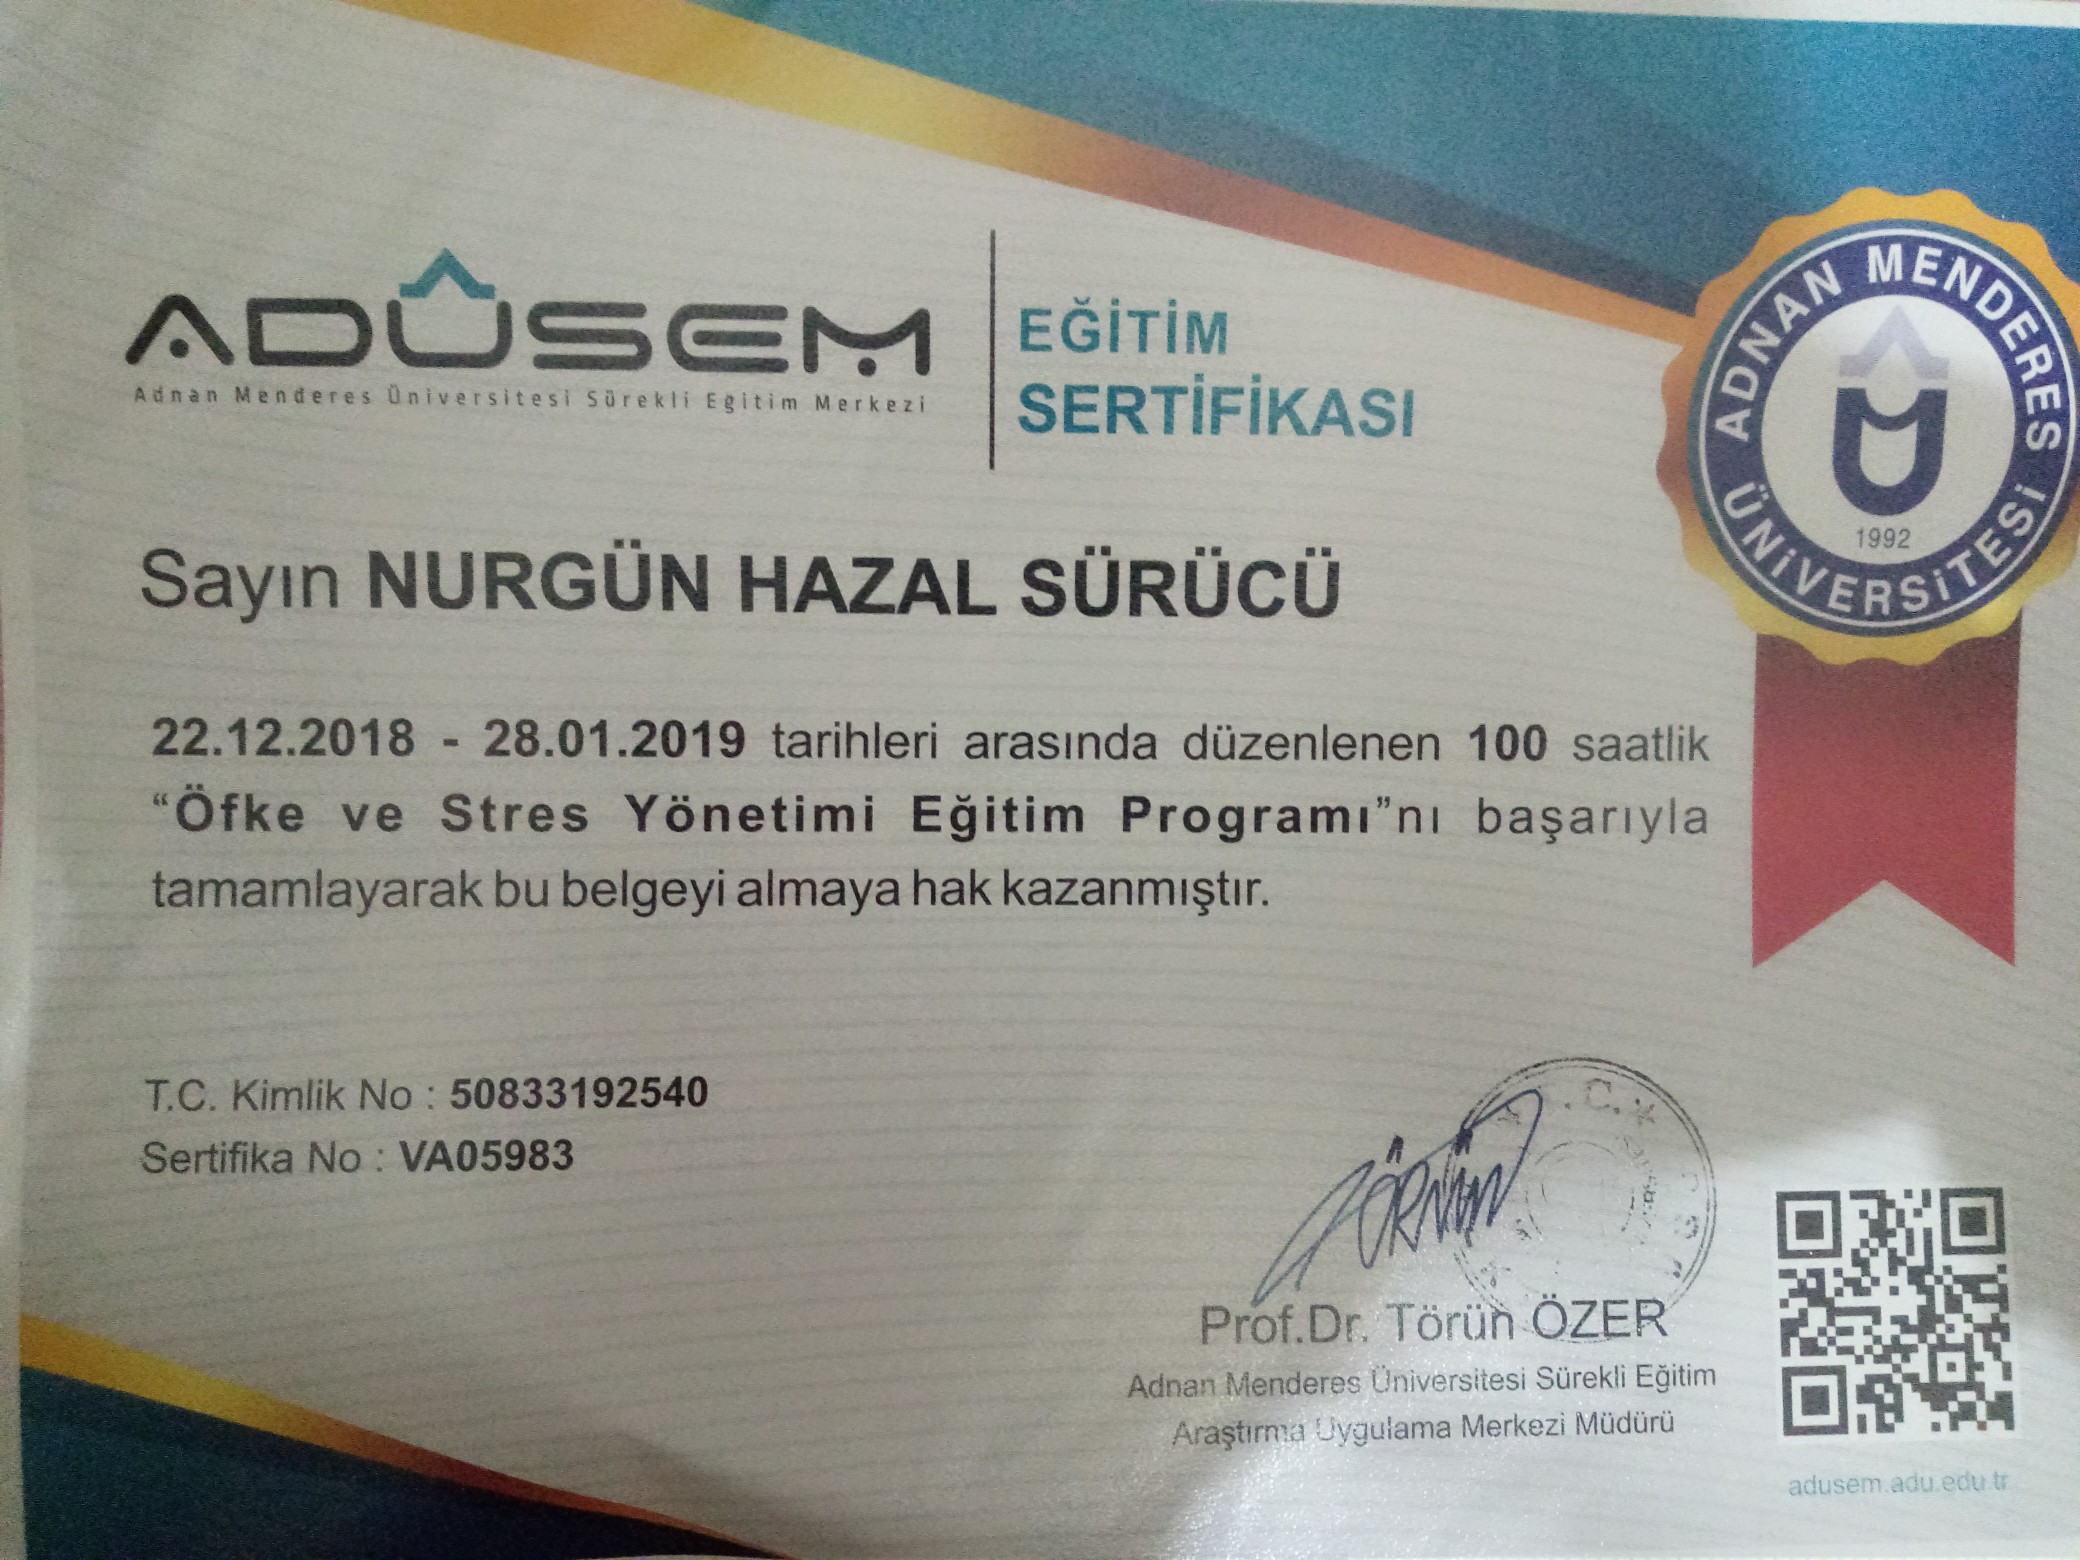 ADÜSEM
Adnan Menderes Üniversitesi Sürekli Eğitim Merkezi
EĞİTİM
SERTİFİKASI
ADNAN MENDERES
ÜNİVERSİTESİ
1992
Sayın NURGÜN HAZAL SÜRÜCÜ
22.12.2018 - 28.01.2019 tarihleri arasında düzenlenen 100 saatlik
“Öfke ve Stres Yönetimi Eğitim Programı”nı başarıyla
tamamlayarak bu belgeyi almaya hak kazanmıştır.
T.C. Kimlik No : 50833192540
Sertifika No : VA05983
Prof.Dr. Törün ÖZER
Adnan Menderes Üniversitesi Sürekli Eğitim
Araştırma Uygulama Merkezi Müdürü
adusem.adu.edu.tr